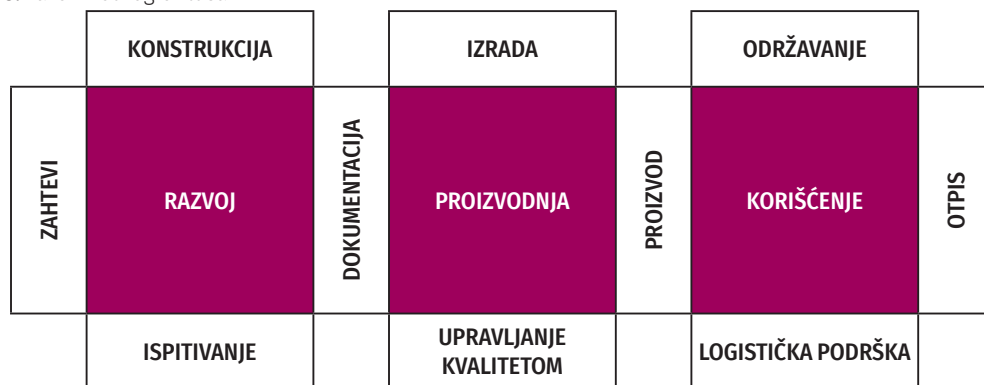 KONSTRUKCIJA
IZRADA
ODRŽAVANJE
ZAHTEVI
RAZVOJ
DOKUMENTACIJA
PROIZVODNJA
PROIZVOD
KORIŠĆENJE
OTPIS
ISPITIVANJE
UPRAVLJANJE
KVALITETOM
LOGISTIČKA PODRŠKA